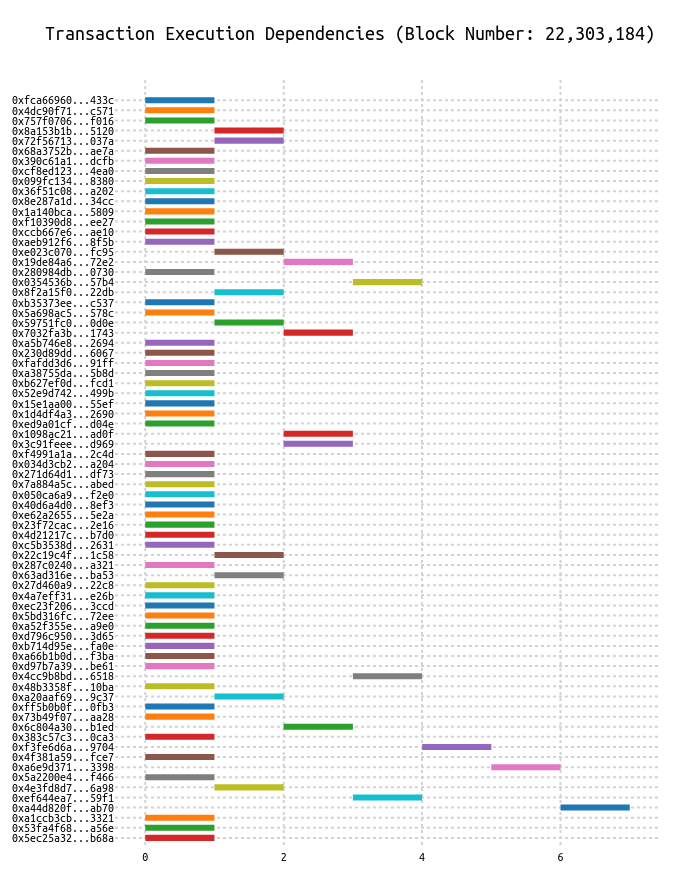 Transaction Execution Dependencies (Block Number: 22,303,184)
0xfca66960...433c
0x4dc90f71...c571
0x757f0706...f016
0x8a153b1b...5120
0x72f56713...037a
0x68a3752b...ae7a
0x390c61a1...dcfb
0xcf8ed123...4ea0
0x099fc134...8380
0x36f51c08...a202
0x8e287a1d...34cc
0x1a140bca...5809
0xf10390d8...ee27
0xccb667e6...ae10
0xaeb912f6...8f5b
0xe023c070...fc95
0x19de84a6...72e2
0x280984db...0730
0x0354536b...57b4
0x8f2a15f0...22db
0xb35373ee...c537
0x5a698ac5...578c
0x59751fc0...0d0e
0x7032fa3b...1743
0xa5b746e8...2694
0x230d89dd...6067
0xfafdd3d6...91ff
0xa38755da...5b8d
0xb627ef0d...fcd1
0x52e9d742...499b
0x15e1aa00...55ef
0x1d4df4a3...2690
0xed9a01cf...d04e
0x1098ac21...ad0f
0x3c91feee...d969
0xf4991a1a...2c4d
0x034d3cb2...a204
0x271d64d1...df73
0x7a884a5c...abed
0x050ca6a9...f2e0
0x40d6a4d0...8ef3
0xe62a2655...5e2a
0x23f72cac...2e16
0x4d21217c...b7d0
0xc5b3538d...2631
0x22c19c4f...1c58
0x287c0240...a321
0x63ad316e...ba53
0x27d460a9...22c8
0x4a7eff31...e26b
0xec23f206...3ccd
0x5bd316fc...72ee
0xa52f355e...a9e0
0xd796c950...3d65
0xb714d95e...fa0e
0xa66b1b0d...f3ba
0xd97b7a39...be61
0x4cc9b8bd...6518
0x48b3358f...10ba
0xa20aaf69...9c37
0xff5b0b0f...0fb3
0x73b49f07...aa28
0x6c804a30...b1ed
0x383c57c3...0ca3
0xf3fe6d6a...9704
0x4f381a59...fce7
0xa6e9d371...3398
0x5a2200e4...f466
0x4e3fd8d7...6a98
0xef644ea7...59f1
0xa44d820f...ab70
0xa1ccb3cb...3321
0x53fa4f68...a56e
0x5ec25a32...b68a
0 2 4 6